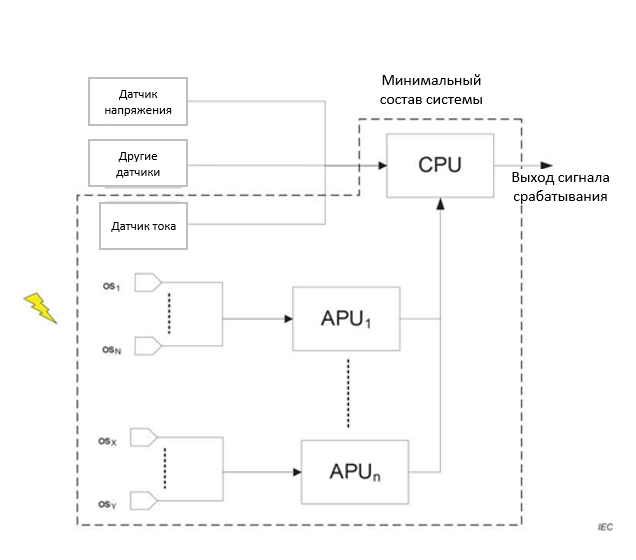 Минимальный
состав системы
Датчик
напряжения
Другие
датчики
CPU
Выход сигнала
срабатывания
Датчик тока
OS1
APU1
OSN
OSX
APUn
OSY
IEC